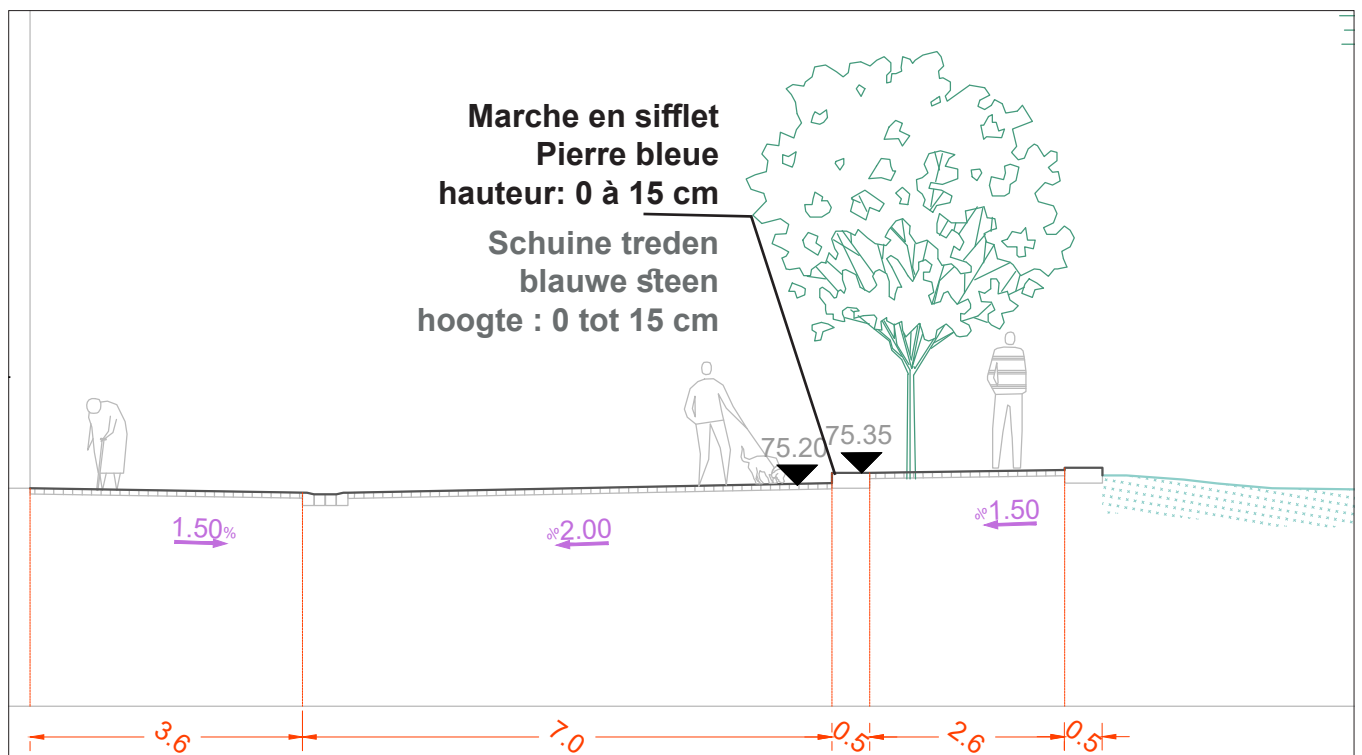 Marche en sifflet
Pierre bleue
hauteur: 0 à 15 cm
Schuine treden
blauwe steen
hoogte : 0 tot 15 cm
75.20
75.35
1.50%
%2.00
%1.50
3.6
7.0
0.5
2.6
0.5